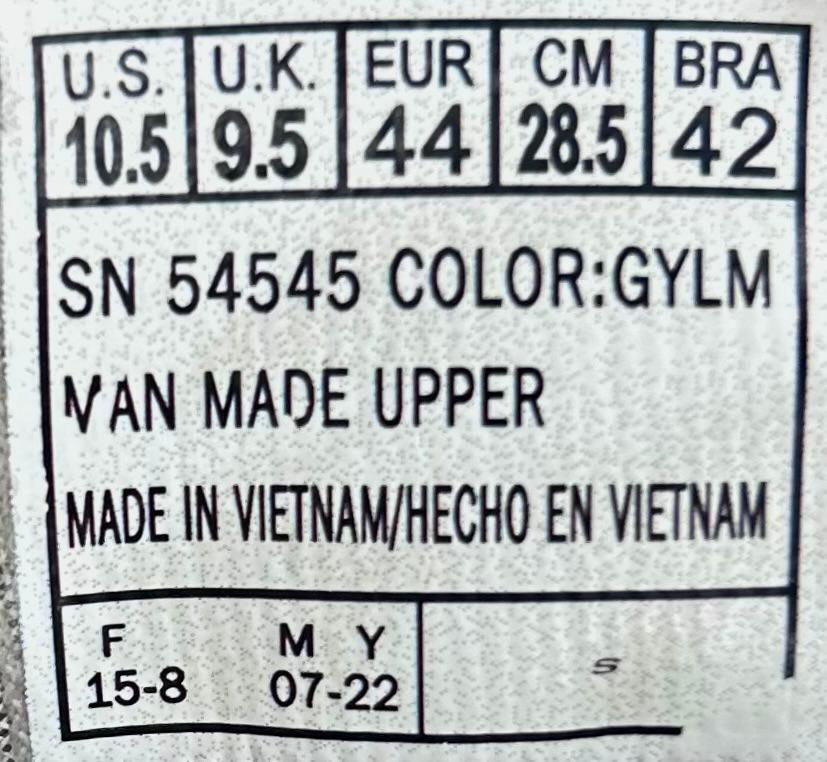 U.S. U.K. EUR CM BRA
10.5 9.5 44 28.5 42
SN 54545 COLOR:GYLM
MAN MADE UPPER
MADE IN VIETNAM/HECHO EN VIETNAM
F M Y
15-8 07-22
S